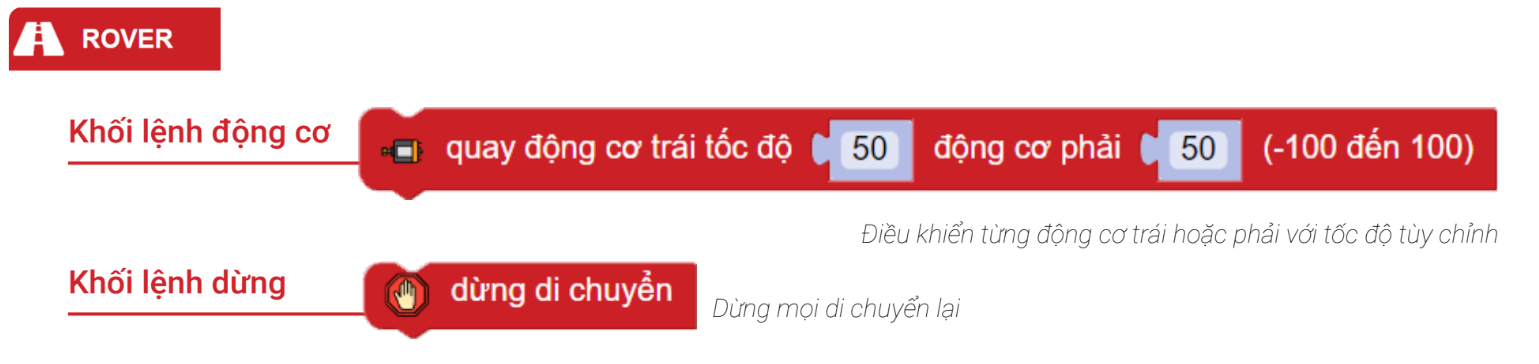 ROVER
Khối lệnh động cơ
quay động cơ trái tốc độ 50 động cơ phải 50 (-100 đến 100)
Điều khiển từng động cơ trái hoặc phải với tốc độ tùy chỉnh
Khối lệnh dừng
dừng di chuyển
Dừng mọi di chuyển lại